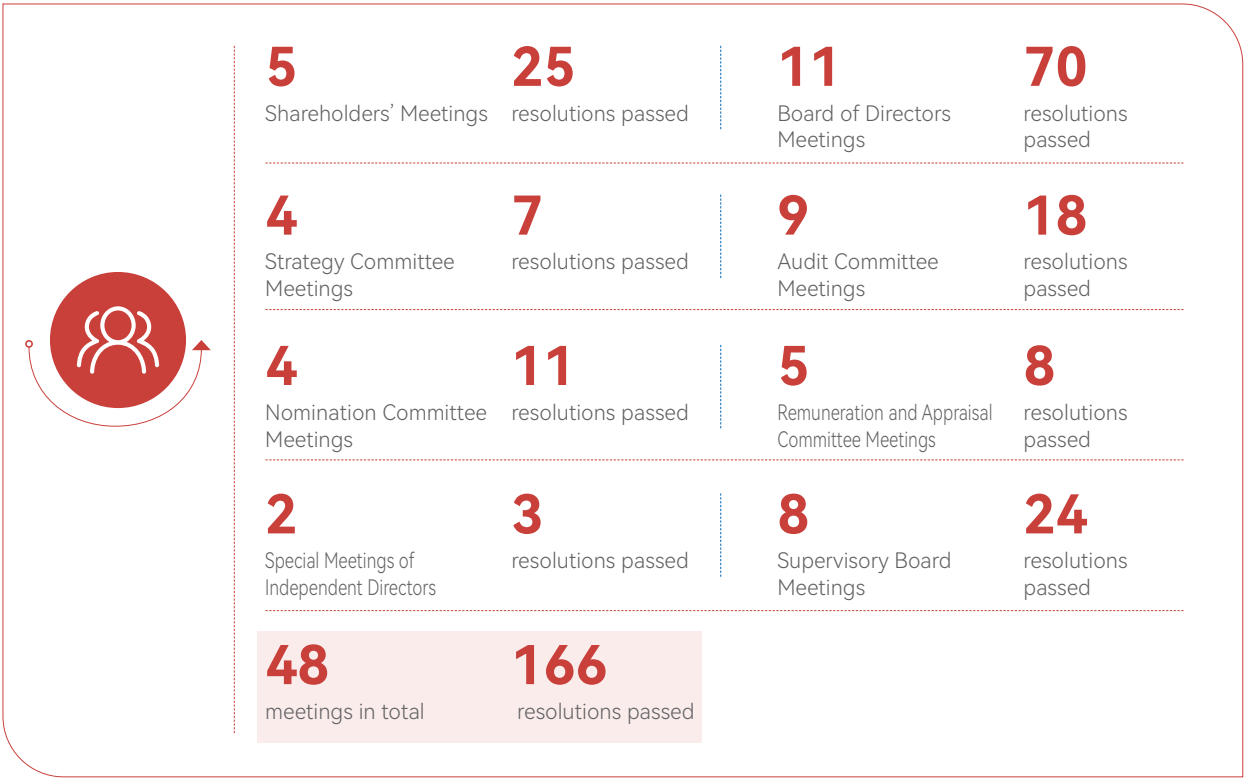 5 25 11 70
Shareholders’ Meetings resolutions passed Board of Directors resolutions
Meetings passed
4 7 9 18
Strategy Committee resolutions passed Audit Committee resolutions
Meetings Meetings passed
4 11 5 8
Nomination Committee resolutions passed Remuneration and Appraisal resolutions
Meetings Committee Meetings passed
2 3 8 24
Special Meetings of resolutions passed Supervisory Board resolutions
Independent Directors Meetings passed
48 166
meetings in total resolutions passed